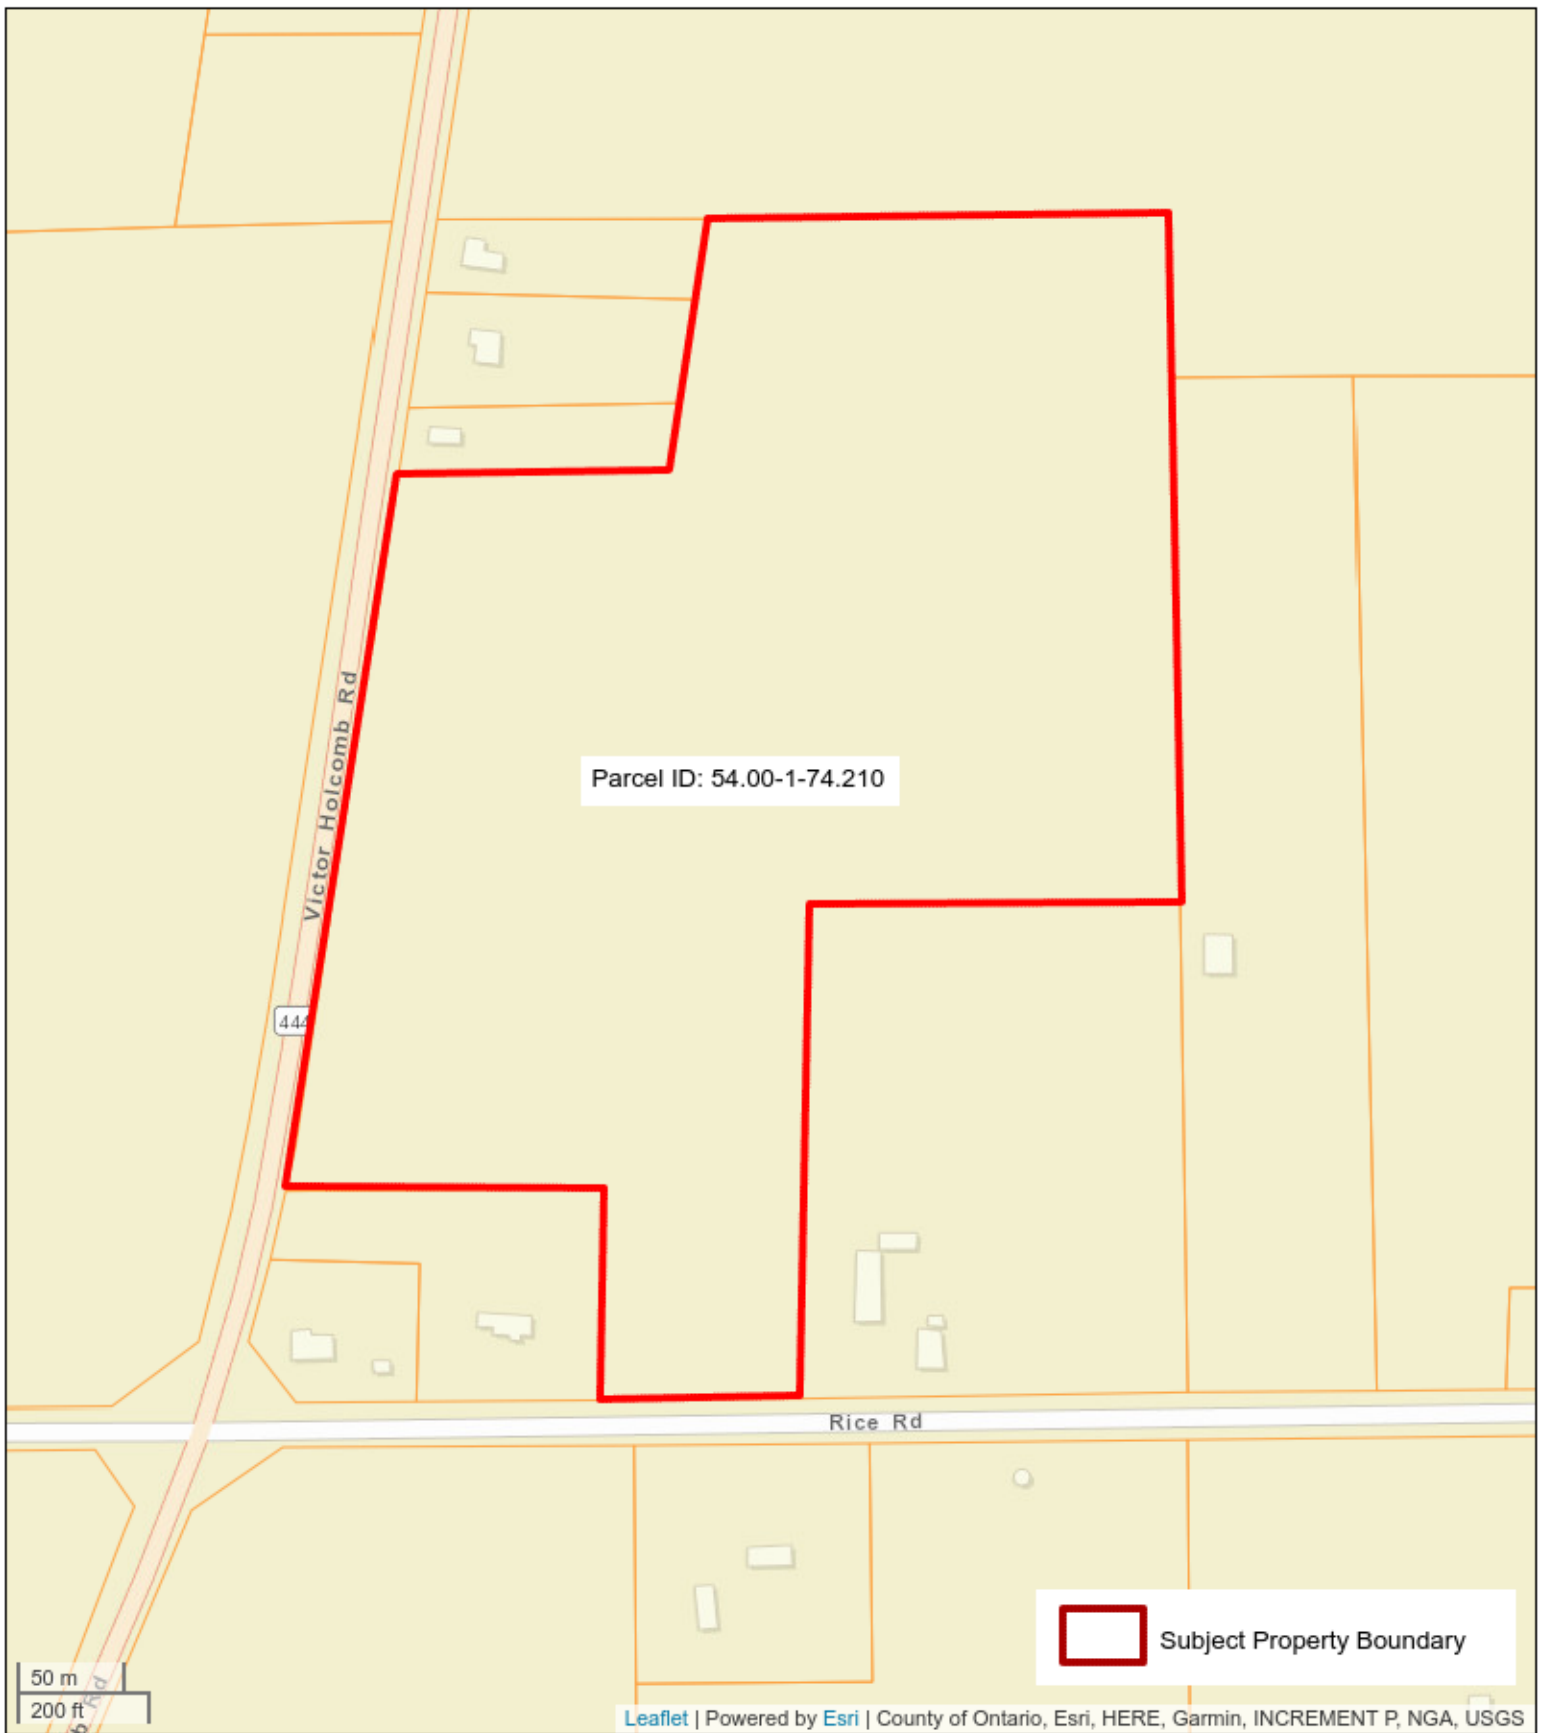 Victor Holcomb Rd
Parcel ID: 54.00-1-74.210
444
Rice Rd
Subject Property Boundary
50 m
200 ft
Rd
Leaflet | Powered by Esri | County of Ontario, Esri, HERE, Garmin, INCREMENT P, NGA, USGS